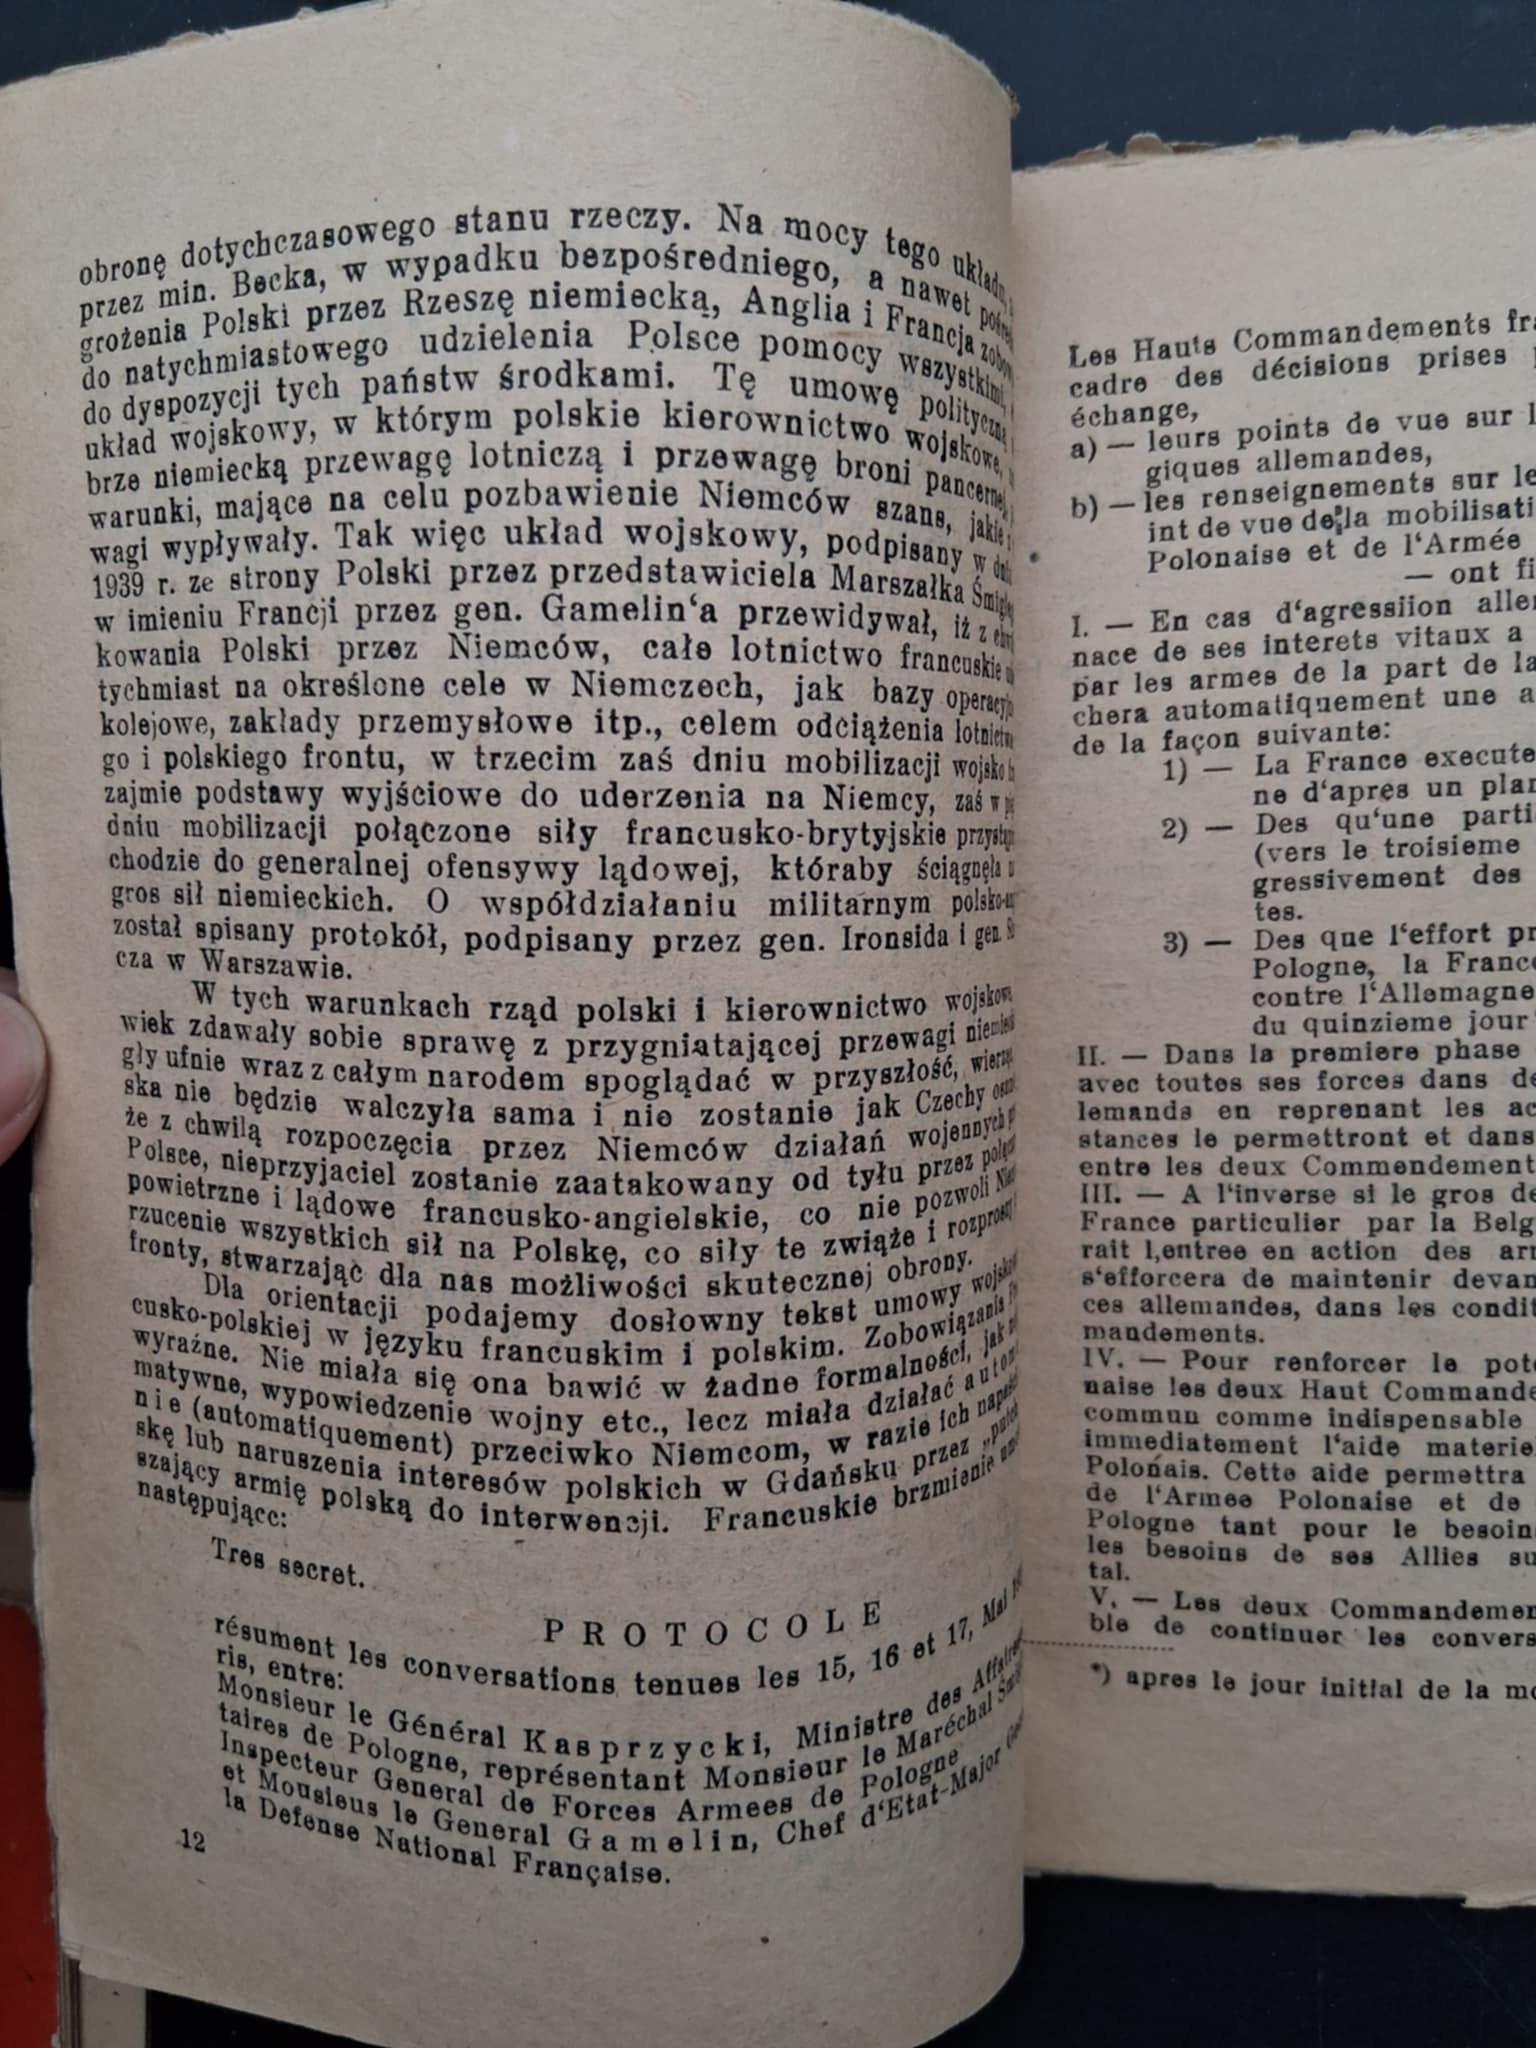 obronę dotychczasowego stanu rzeczy. Na mocy tego układu,
przez min. Becka, w wypadku bezpośredniego, a nawet
grożenia Polski przez Rzeszę niemiecką, Anglia i Francja
do natychmiastowego udzielenia Polsce pomocy wszystkimi,
do dyspozycji tych państw środkami. Tę umowę polityczną
układ wojskowy, w którym polskie kierownictwo wojskowe,
brze niemiecką przewagę lotniczą i przewagę broni pancernej,
warunki, mające na celu pozbawienie Niemców szans, jakie
wagi wypływały. Tak więc układ wojskowy, podpisany w
1939 r. ze strony Polski przez przedstawiciela Marszałka
w imieniu Francji przez gen. Gamelin‘a przewidywał, iż z
kowania Polski przez Niemców, całe lotnictwo francuskie
tychmiast na określone cele w Niemczech, jak bazy
kolejowe, zakłady przemysłowe itp., celem odciążenia
go i polskiego frontu, w trzecim zaś dniu mobilizacji wojsko
zajmie podstawy wyjściowe do uderzenia na Niemcy, zaś w
dniu mobilizacji połączone siły francusko-brytyjskie
chodzie do generalnej ofensywy lądowej, któraby ściągnęła
gros sił niemieckich. O współdziałaniu militarnym
został spisany protokół, podpisany przez gen. Ironsida i gen.
cza w Warszawie.
W tych warunkach rząd polski i kierownictwo
wiek zdawały sobie sprawę z przygniatającej przewagi
gły ufnie wraz z całym narodem spoglądać w przyszłość,
ska nie będzie walczyła sama i nie zostanie jak Czechy
że z chwilą rozpoczęcia przez Niemców działań wojennych
Polsce, nieprzyjaciel zostanie zaatakowany od tyłu przez
powietrzne i lądowe francusko-angielskie, co nie pozwoli
rzucenie wszystkich sił na Polskę, co siły te zwiąże i
fronty, stwarzając dla nas możliwości skutecznej obrony.
Dla orientacji podajemy dosłowny tekst umowy
cusko-polskiej w języku francuskim i polskim. Zobowiązania
wyraźne. Nie miała się ona bawić w żadne formalności, jak
matywne, wypowiedzenie wojny etc., lecz miała działać
nie (automatiquement) przeciwko Niemcom, w razie ich
skę lub naruszenia interesów polskich w Gdańsku przez
szający armię polską do interwencji. Francuskie brzmienie
następujące:
Tres secret.
PROTOCOLE
résument les conversations tenues les 15, 16 et 17, Mai
ris, entre:
Monsieur le Général Kasprzycki, Ministre des
taires de Pologne, représentant Monsieur le Maréchal
Inspecteur General de Forces Armees de Pologne
et Mousieus le General Gamelin, Chef d‘Etat-Major
la Defense National Française.
12
Les Hauts Commandements
cadre des décisions prises
échange,
a) — leurs points de vue sur
giques allemandes,
b) — les renseignements sur
int de vue de la mobilisati
Polonaise et de l‘Armée
— ont
I. — En cas d‘agressiion
nace de ses interets vitaux a
par les armes de la part de
chera automatiquement une
de la façon suivante:
1) — La France execute
ne d‘apres un
2) — Des qu‘une
(vers le troisieme
gressivement des
tes.
3) — Des que l‘effort
Pologne, la
contre l‘Allemagne
du quinzieme jour
II. — Dans la premiere phase
avec toutes ses forces dans
lemands en reprenant les
stances le permettront et dans
entre les deux Commendement
III. — A l‘inverse si le gros
France particulier par la
rait l,entree en action des
s‘efforcera de maintenir
ces allemandes, dans les
mandements.
IV. — Pour renforcer le
naise les deux Haut
commun comme indispensable
immediatement l‘aide
Polonais. Cette aide permettra
de l‘Armee Polonaise et de
Pologne tant pour le
les besoins de ses Allies
tal.
V. — Les deux
ble de continuer les
*) apres le jour initial de la